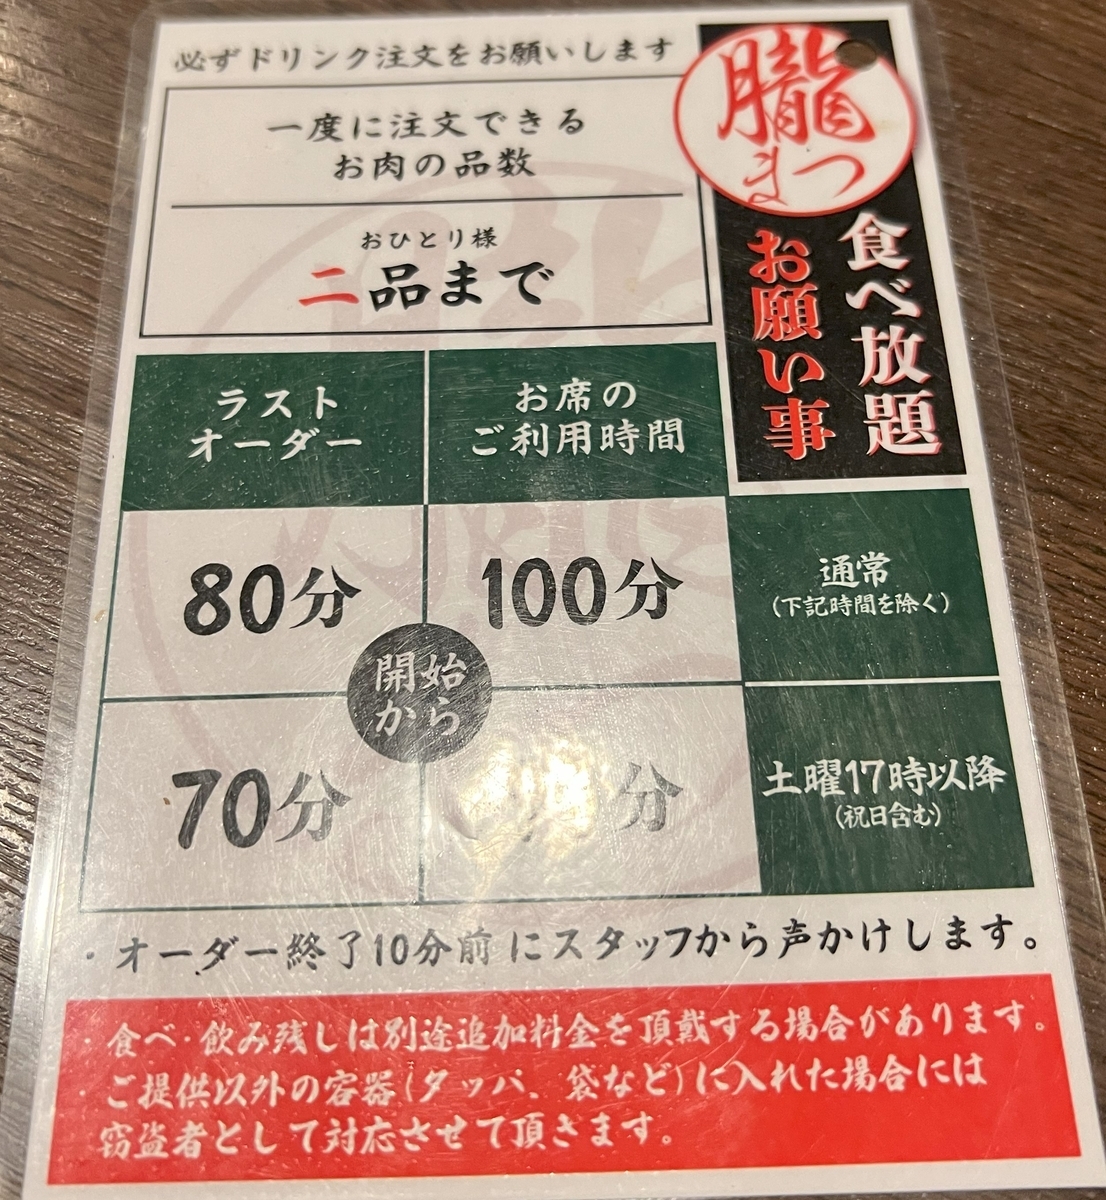 必ずドリンク注文をお願いします
朧
まつ
食べ放題
お願い事
一度に注文できる
お肉の品数
おひとり様
二品まで
ラスト
オーダー
お席の
ご利用時間
80分
100分
通常
(下記時間を除く)
開始
から
70分
分
土曜17時以降
(祝日含む)
・オーダー終了10分前にスタッフから声かけします。
・食べ・飲み残しは別途追加料金を頂戴する場合があります。
・ご提供以外の容器(タッパ、袋など)に入れた場合には
窃盗者として対応させて頂きます。